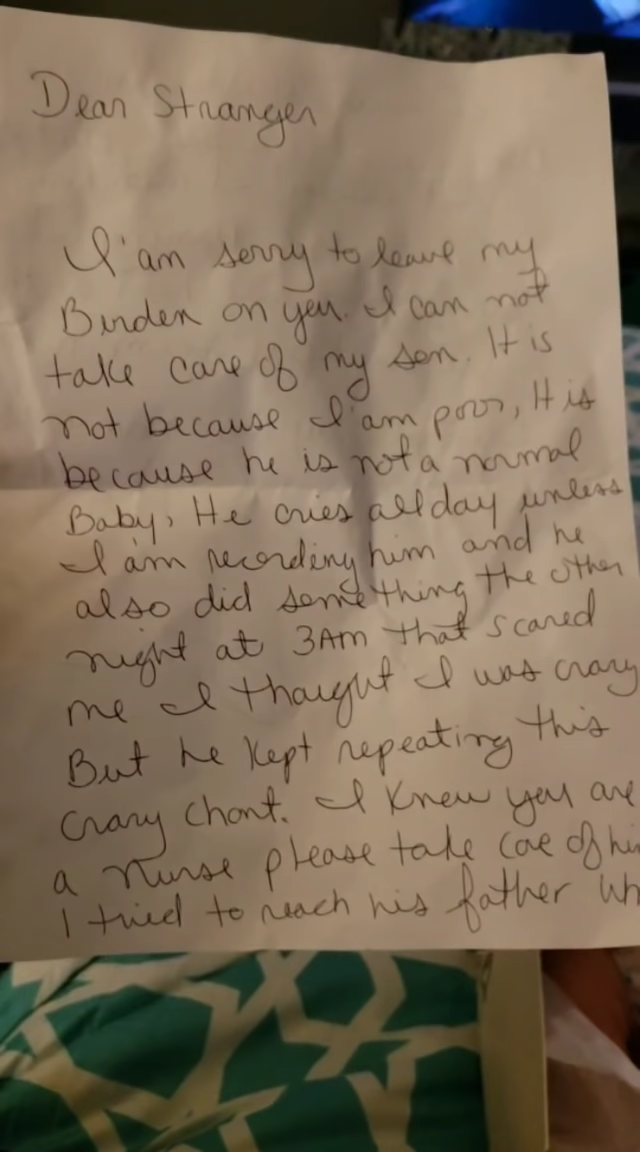 Dear Stranger
I'am sorry to leave my
Burden on you. I can not
take care of my son. It is
not because I'am poor, It is
because he is not a normal
Baby, He cries all day unless
I am recording him and he
also did something the other
night at 3AM that scared
me I thought I was crazy
But he kept repeating this
crazy chant. I knew you are
a nurse please take care of him
I tried to reach his father Wh